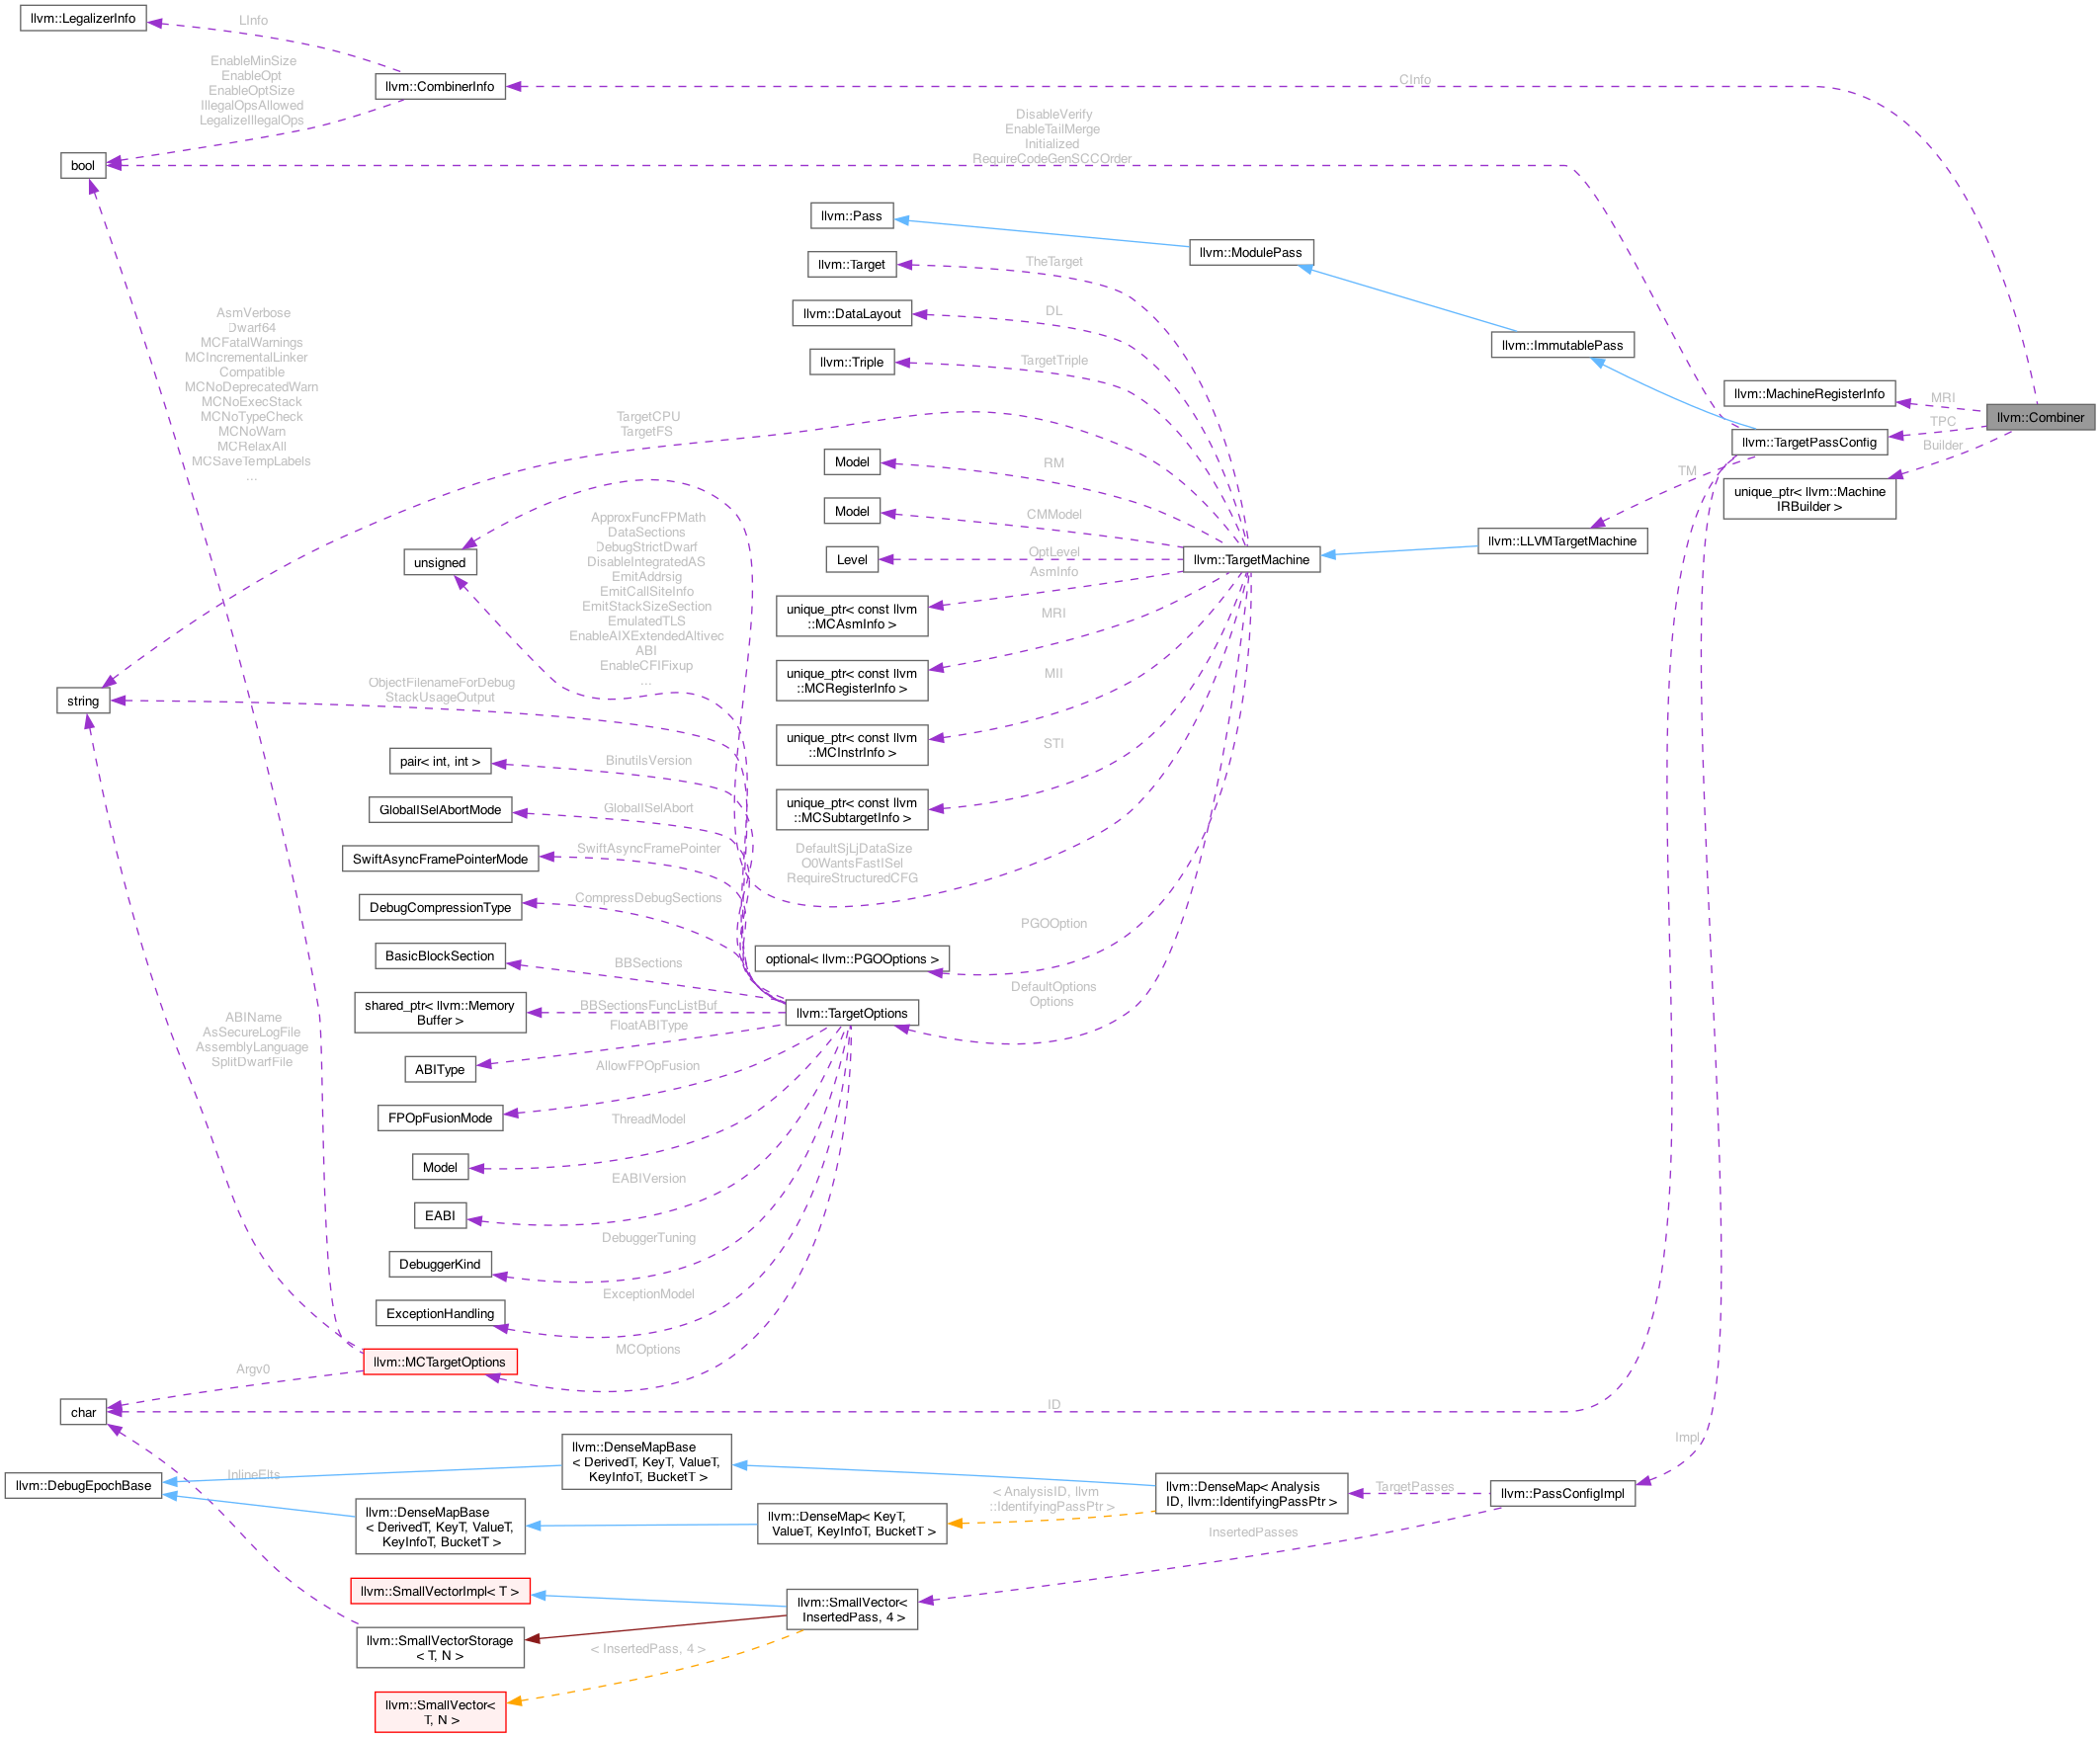 llvm::LegalizerInfo
LInfo
EnableMinSize
EnableOpt
EnableOptSize
IllegalOpsAllowed
LegalizeIllegalOps
llvm::CombinerInfo
CInfo
bool
DisableVerify
EnableTailMerge
Initialized
RequireCodeGenSCCOrder
llvm::Pass
llvm::ModulePass
llvm::Target
TheTarget
llvm::DataLayout
DL
llvm::Triple
TargetTriple
llvm::ImmutablePass
llvm::MachineRegisterInfo
MRI
llvm::Combiner
TPC
Builder
llvm::TargetPassConfig
TM
unique_ptr< llvm::Machine
IRBuilder >
AsmVerbose
Dwarf64
MCFatalWarnings
MCIncrementalLinker
Compatible
MCNoDeprecatedWarn
MCNoExecStack
MCNoTypeCheck
MCNoWarn
MCRelaxAll
MCSaveTempLabels
...
TargetCPU
TargetFS
Model
RM
Model
CMModel
Level
OptLevel
AsmInfo
llvm::TargetMachine
llvm::LLVMTargetMachine
unsigned
ApproxFuncFPMath
DataSections
DebugStrictDwarf
DisableIntegratedAS
EmitAddrsig
EmitCallSiteInfo
EmitStackSizeSection
EmulatedTLS
EnableAIXExtendedAltivec
ABI
EnableCFIFixup
...
unique_ptr< const llvm
::MCAsmInfo >
MRI
unique_ptr< const llvm
::MCRegisterInfo >
MII
unique_ptr< const llvm
::MCInstrInfo >
STI
unique_ptr< const llvm
::MCSubtargetInfo >
string
ObjectFilenameForDebug
StackUsageOutput
pair< int, int >
BinutilsVersion
GlobalISelAbortMode
GlobalISelAbort
SwiftAsyncFramePointerMode
SwiftAsyncFramePointer
DefaultSjLjDataSize
O0WantsFastISel
RequireStructuredCFG
DebugCompressionType
CompressDebugSections
BasicBlockSection
BBSections
optional< llvm::PGOOptions >
PGOOption
DefaultOptions
Options
shared_ptr< llvm::Memory
Buffer >
BBSectionsFuncListBuf
FloatABIType
llvm::TargetOptions
ABIType
AllowFPOpFusion
FPOpFusionMode
ThreadModel
Model
EABIVersion
EABI
DebuggerTuning
DebuggerKind
ExceptionModel
ExceptionHandling
MCOptions
ABIName
AsSecureLogFile
AssemblyLanguage
SplitDwarfFile
llvm::MCTargetOptions
Argv0
char
ID
Impl
llvm::DebugEpochBase
InlineElts
llvm::DenseMapBase
< DerivedT, KeyT, ValueT,
KeyInfoT, BucketT >
llvm::DenseMapBase
< DerivedT, KeyT, ValueT,
KeyInfoT, BucketT >
llvm::DenseMap< KeyT,
ValueT, KeyInfoT, BucketT >
< AnalysisID, llvm
::IdentifyingPassPtr >
llvm::DenseMap< Analysis
ID, llvm::IdentifyingPassPtr >
TargetPasses
llvm::PassConfigImpl
InsertedPasses
llvm::SmallVectorImpl< T >
llvm::SmallVector<
InsertedPass, 4 >
llvm::SmallVectorStorage
< T, N >
< InsertedPass, 4 >
llvm::SmallVector<
T, N >